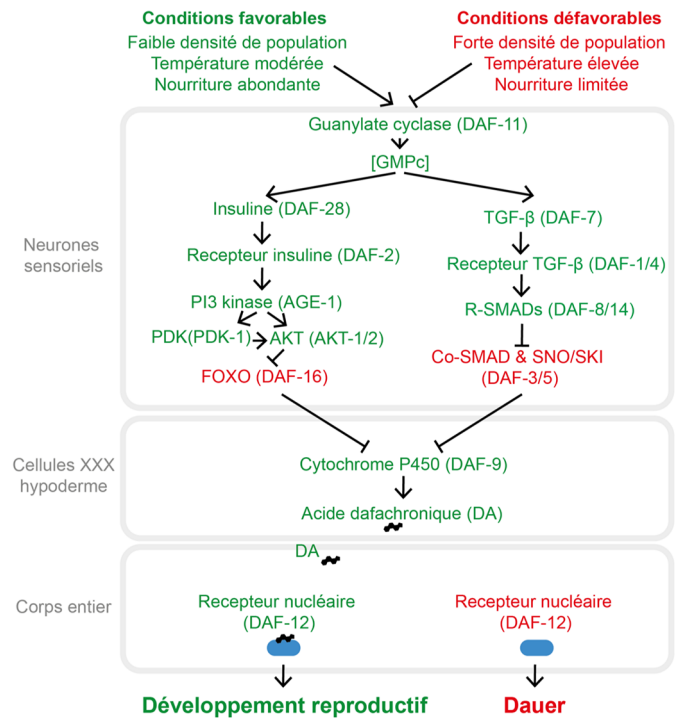 Conditions favorables
Faible densité de population
Température modérée
Nourriture abondante
Conditions défavorables
Forte densité de population
Température élevée
Nourriture limitée
Guanylate cyclase (DAF-11)
[GMPc]
Neurones
sensoriels
Insuline (DAF-28)
Recepteur insuline (DAF-2)
PI3 kinase (AGE-1)
PDK(PDK-1)
AKT (AKT-1/2)
FOXO (DAF-16)
TGF-β (DAF-7)
Recepteur TGF-β (DAF-1/4)
R-SMADs (DAF-8/14)
Co-SMAD & SNO/SKI
(DAF-3/5)
Cellules XXX
hypoderme
Cytochrome P450 (DAF-9)
Acide dafachronique (DA)
DA
Corps entier
Recepteur nucléaire
(DAF-12)
Recepteur nucléaire
(DAF-12)
Développement reproductif
Dauer